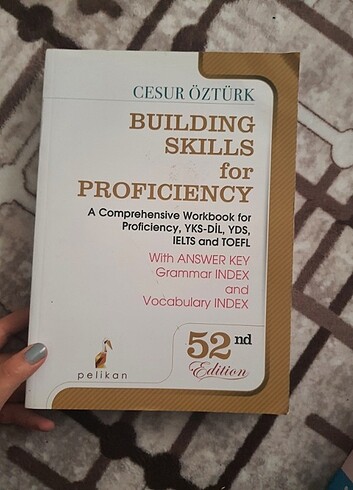 CESUR ÖZTÜRK
BUILDING
SKILLS
for
PROFICIENCY
A Comprehensive Workbook for
Proficiency, YKS-DİL, YDS,
IELTS and TOEFL
With ANSWER KEY
Grammar INDEX
and
Vocabulary INDEX
52nd
Edition
pelikan